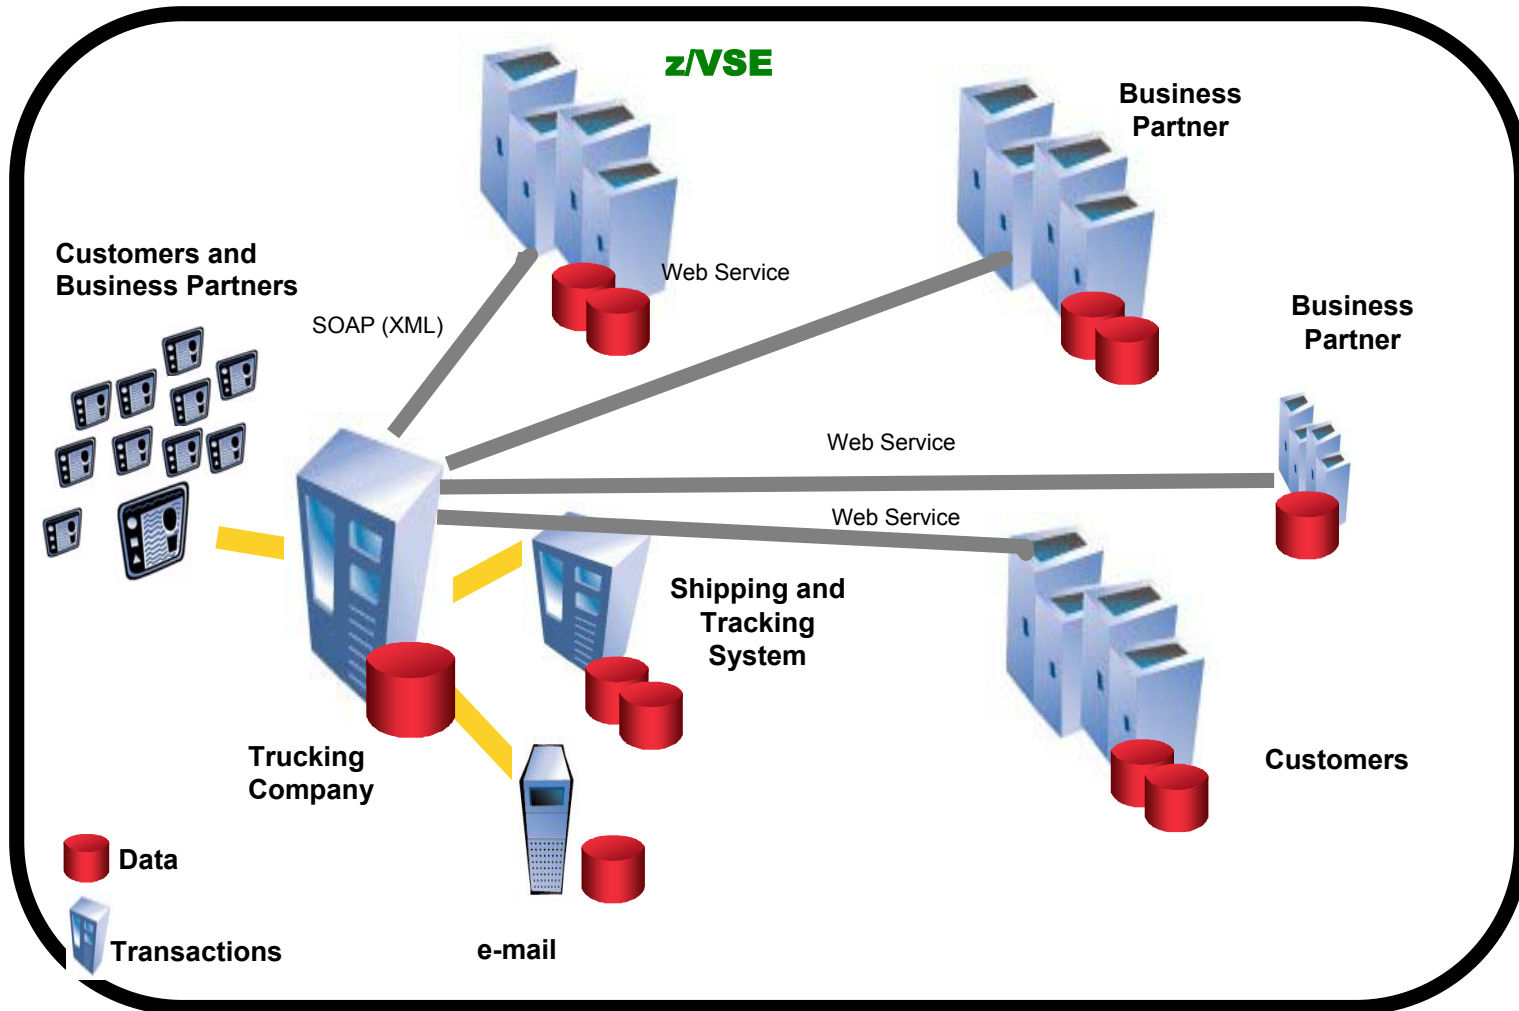 z/VSE
Business
Partner
Customers and
Business Partners
Web Service
SOAP (XML)
Business
Partner
Web Service
Web Service
Shipping and
Tracking
System
Trucking
Company
Customers
Data
Transactions
e-mail